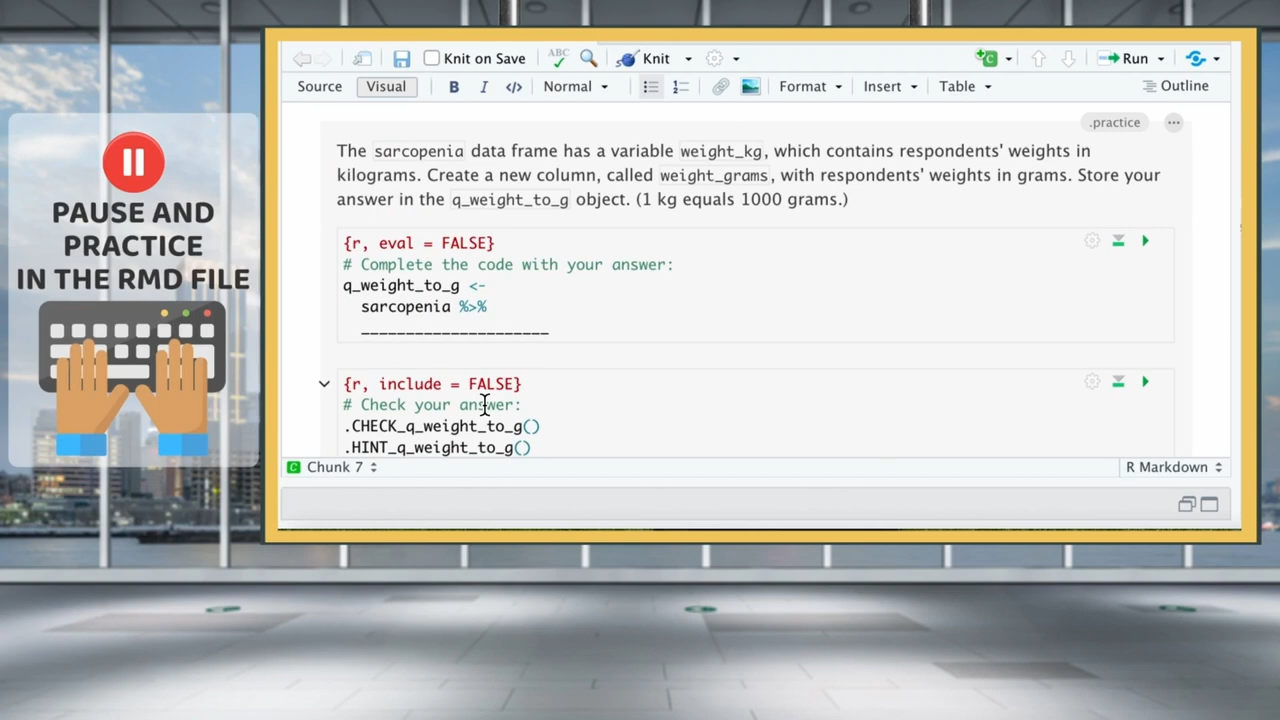 PAUSE AND
PRACTICE
IN THE RMD FILE
Knit on Save
ABC
Knit
Run
Source
Visual
B
I
</>
Normal
Format
Insert
Table
Outline
.practice
The sarcopenia data frame has a variable weight_kg, which contains respondents' weights in
kilograms. Create a new column, called weight_grams, with respondents' weights in grams. Store your
answer in the q_weight_to_g object. (1 kg equals 1000 grams.)
{r, eval = FALSE}
# Complete the code with your answer:
q_weight_to_g <-
sarcopenia %>%
_____________________
{r, include = FALSE}
# Check your answer:
.CHECK_q_weight_to_g()
.HINT_q_weight_to_g()
C Chunk 7
R Markdown